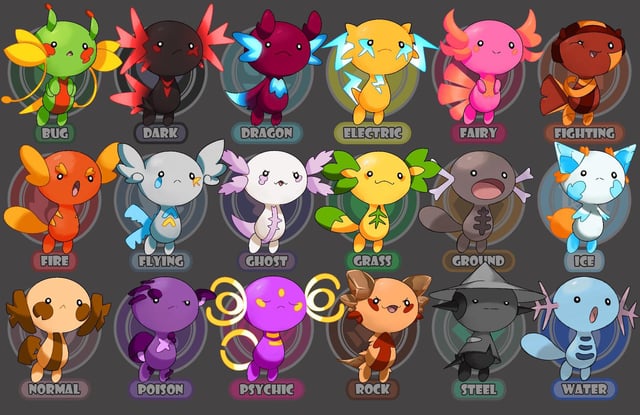 BUG
DARK
DRAGON
ELECTRIC
FAIRY
FIGHTING
FIRE
FLYING
GHOST
GRASS
GROUND
ICE
NORMAL
POISON
PSYCHIC
ROCK
STEEL
WATER